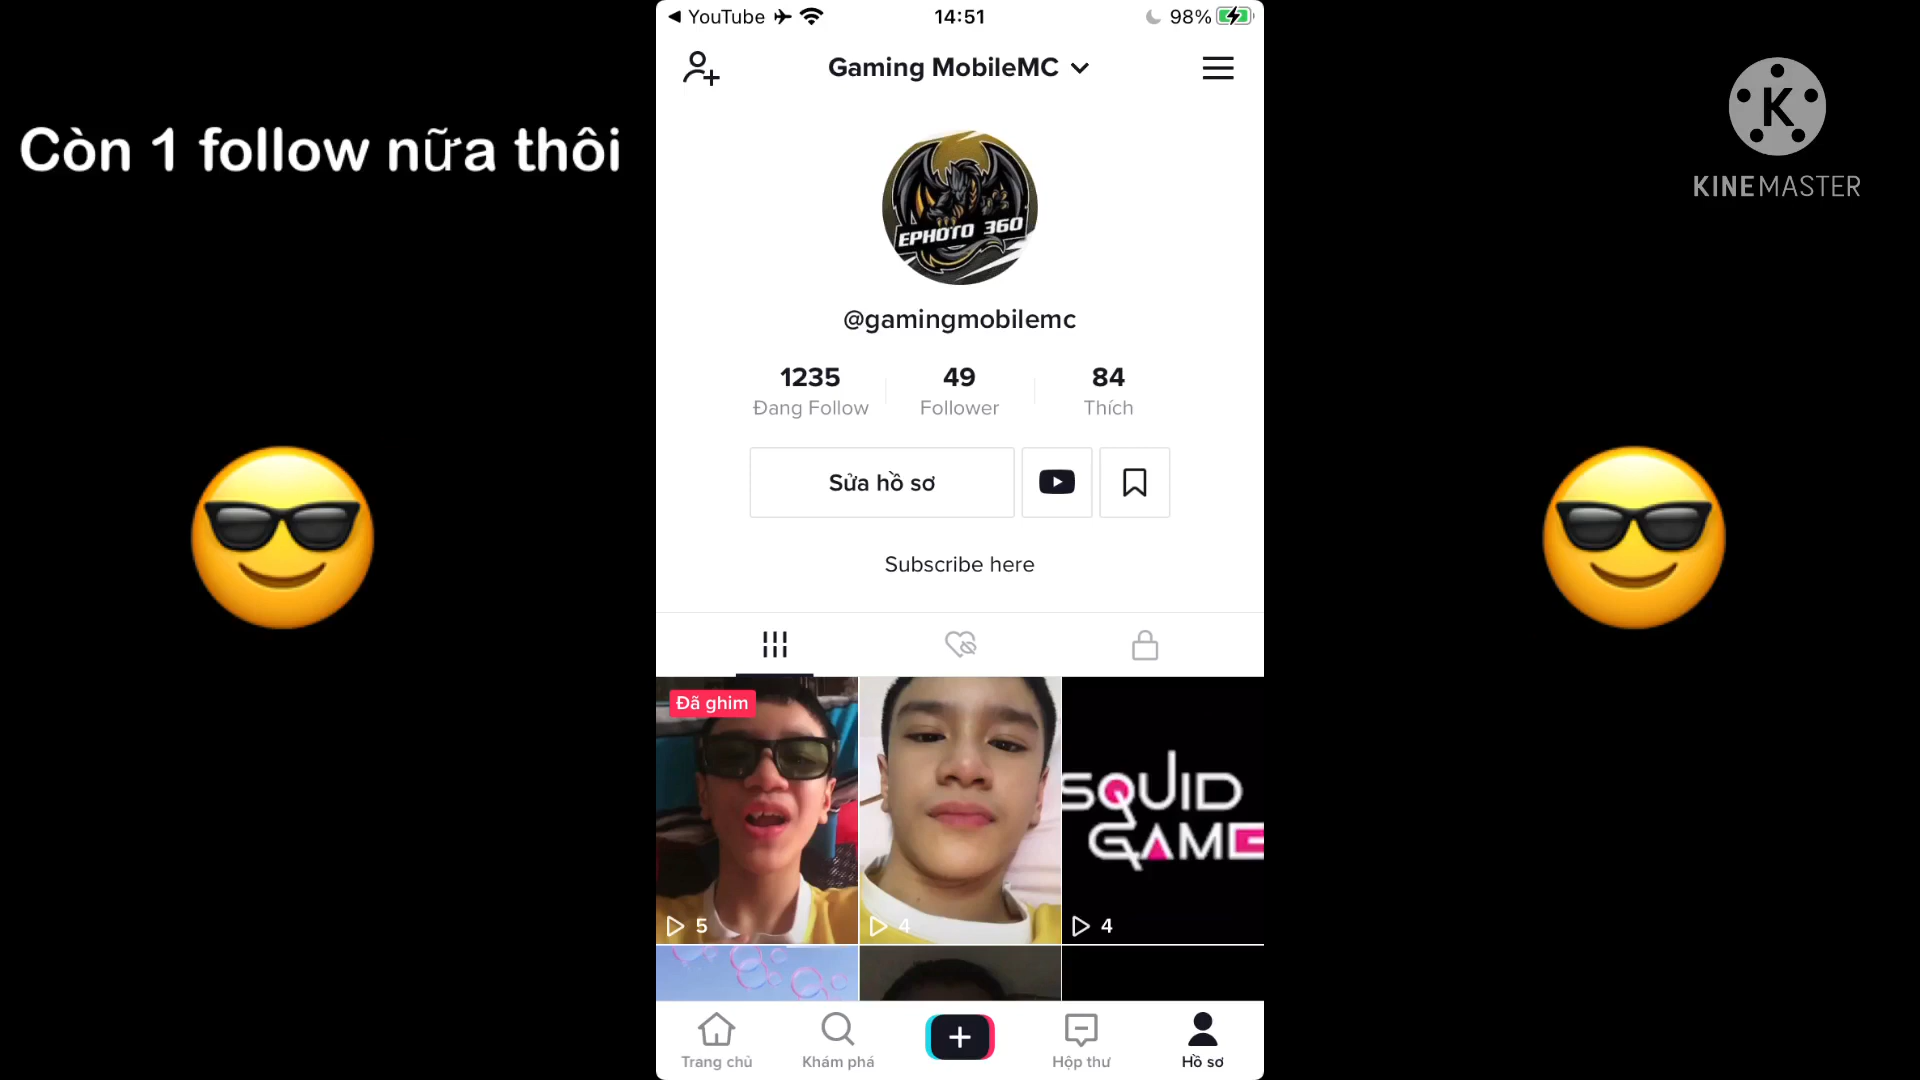 YouTube
14:51
98%
Gaming MobileMC
Còn 1 follow nữa thôi
K
KINEMASTER
EPHOTO 360
@gamingmobilemc
1235
49
84
Đang Follow
Follower
Thích
Sửa hồ sơ
Subscribe here
Đã ghim
SQUID
GAME
5
4
4
Trang chủ
Khám phá
Hộp thư
Hồ sơ